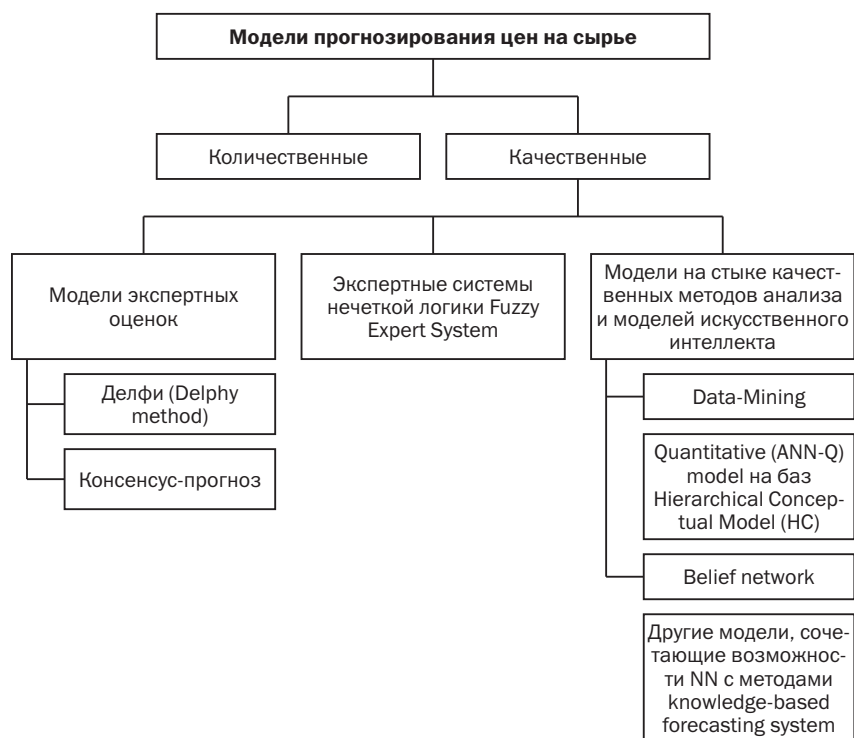 Модели прогнозирования цен на сырье
Количественные
Качественные
Модели экспертных
оценок
Экспертные системы
нечеткой логики Fuzzy
Expert System
Модели на стыке качест-
венных методов анализа
и моделей искусственного
интеллекта
Делфи (Delphy
method)
Консенсус-прогноз
Data-Mining
Quantitative (ANN-Q)
model на баз
Hierarchical Concep-
tual Model (HC)
Belief network
Другие модели, соче-
тающие возможнос-
ти NN с методами
knowledge-based
forecasting system